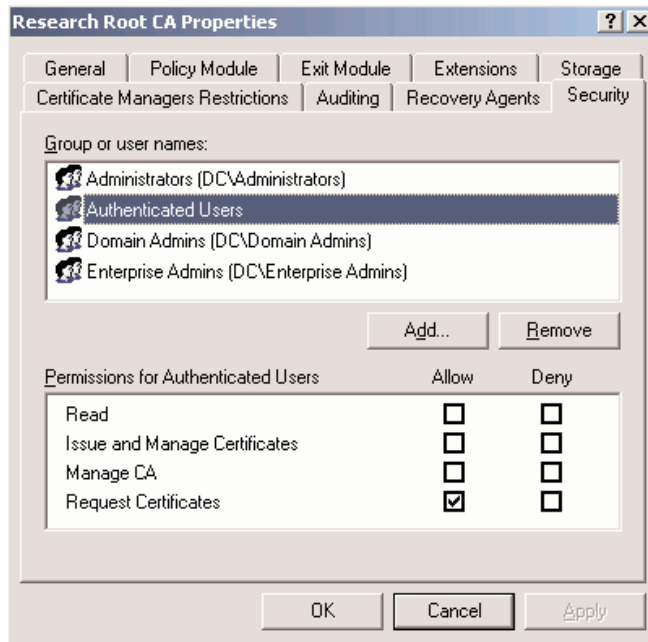 Research Root CA Properties ? X
General Policy Module Exit Module Extensions Storage
Certificate Managers Restrictions Auditing Recovery Agents Security
Group or user names:
Administrators (DC\Administrators)
Authenticated Users
Domain Admins (DC\Domain Admins)
Enterprise Admins (DC\Enterprise Admins)
Add... Remove
Permissions for Authenticated Users Allow Deny
Read
Issue and Manage Certificates
Manage CA
Request Certificates
OK Cancel Apply